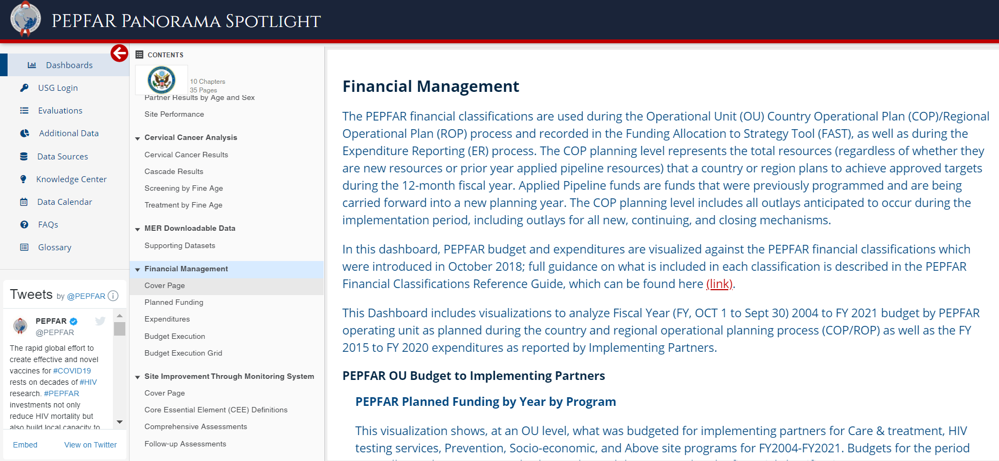 PEPFAR PANORAMA SPOTLIGHT
Dashboards
USG Login
Evaluations
Additional Data
Data Sources
Knowledge Center
Data Calendar
FAQs
Glossary
Tweets by @PEPFAR
PEPFAR
@PEPFAR
The rapid global effort to
create effective and novel
vaccines for #COVID19
rests on decades of #HIV
research. #PEPFAR
investments not only
reduce HIV mortality but
also build local capacity to
Embed
View on Twitter
CONTENTS
10 Chapters
35 Pages
Partner Results by Age and Sex
Site Performance
Cervical Cancer Analysis
Cervical Cancer Results
Cascade Results
Screening by Fine Age
Treatment by Fine Age
MER Downloadable Data
Supporting Datasets
Financial Management
Cover Page
Planned Funding
Expenditures
Budget Execution
Budget Execution Grid
Site Improvement Through Monitoring System
Cover Page
Core Essential Element (CEE) Definitions
Comprehensive Assessments
Follow-up Assessments
Financial Management
The PEPFAR financial classifications are used during the Operational Unit (OU) Country Operational Plan (COP)/Regional
Operational Plan (ROP) process and recorded in the Funding Allocation to Strategy Tool (FAST), as well as during the
Expenditure Reporting (ER) process. The COP planning level represents the total resources (regardless of whether they
are new resources or prior year applied pipeline resources) that a country or region plans to achieve approved targets
during the 12-month fiscal year. Applied Pipeline funds are funds that were previously programmed and are being
carried forward into a new planning year. The COP planning level includes all outlays anticipated to occur during the
implementation period, including outlays for all new, continuing, and closing mechanisms.
In this dashboard, PEPFAR budget and expenditures are visualized against the PEPFAR financial classifications which
were introduced in October 2018; full guidance on what is included in each classification is described in the PEPFAR
Financial Classifications Reference Guide, which can be found here (link).
This Dashboard includes visualizations to analyze Fiscal Year (FY, OCT 1 to Sept 30) 2004 to FY 2021 budget by PEPFAR
operating unit as planned during the country and regional operational planning process (COP/ROP) as well as the FY
2015 to FY 2020 expenditures as reported by Implementing Partners.
PEPFAR OU Budget to Implementing Partners
PEPFAR Planned Funding by Year by Program
This visualization shows, at an OU level, what was budgeted for implementing partners for Care & treatment, HIV
testing services, Prevention, Socio-economic, and Above site programs for FY2004-FY2021. Budgets for the period